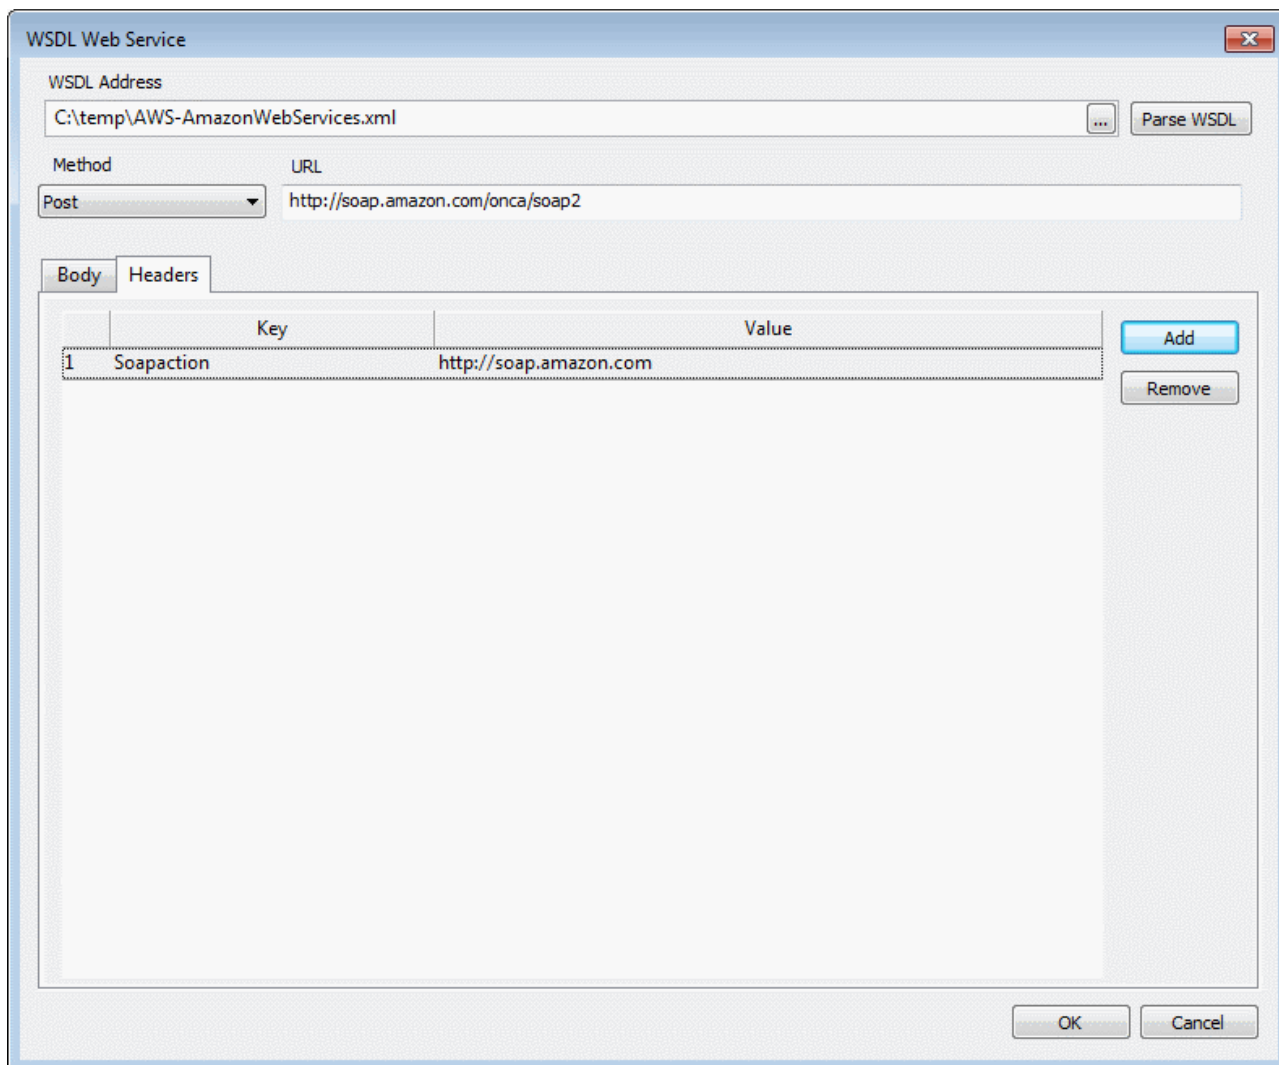 WSDL Web Service
WSDL Address
C:\temp\AWS-AmazonWebServices.xml ... Parse WSDL
Method URL
Post http://soap.amazon.com/onca/soap2
Body Headers
Key Value
1 Soapaction http://soap.amazon.com
Add
Remove
OK Cancel